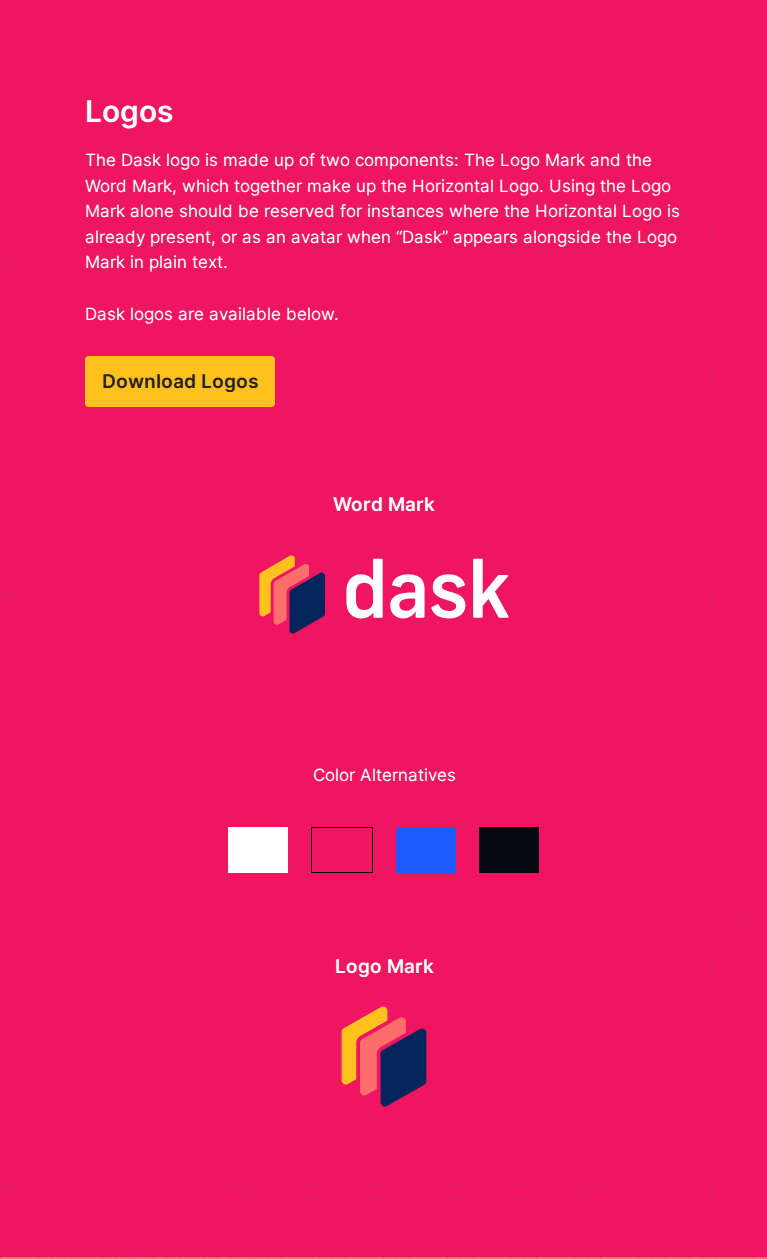 Logos
The Dask logo is made up of two components: The Logo Mark and the
Word Mark, which together make up the Horizontal Logo. Using the Logo
Mark alone should be reserved for instances where the Horizontal Logo is
already present, or as an avatar when “Dask” appears alongside the Logo
Mark in plain text.
Dask logos are available below.
Download Logos
Word Mark
dask
Color Alternatives
Logo Mark